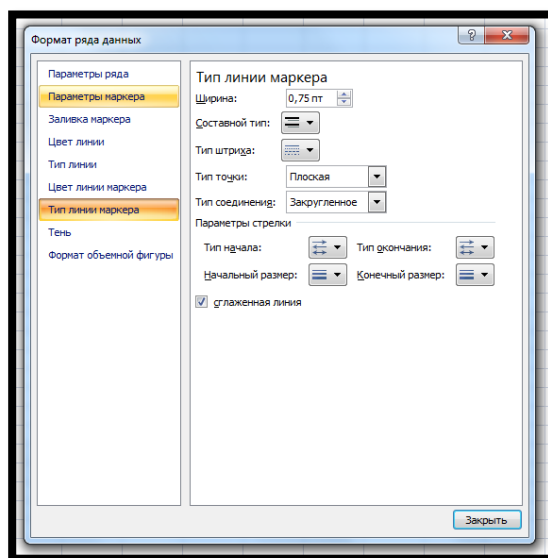 Формат ряда данных
Параметры ряда
Параметры маркера
Заливка маркера
Цвет линии
Тип линии
Цвет линии маркера
Тип линии маркера
Тень
Формат объемной фигуры
Тип линии маркера
Ширина: 0,75 пт
Составной тип:
Тип штриха:
Тип точки: Плоская
Тип соединения: Закругленное
Параметры стрелки
Тип начала: Тип окончания:
Начальный размер: Конечный размер:
сглаженная линия
Закрыть